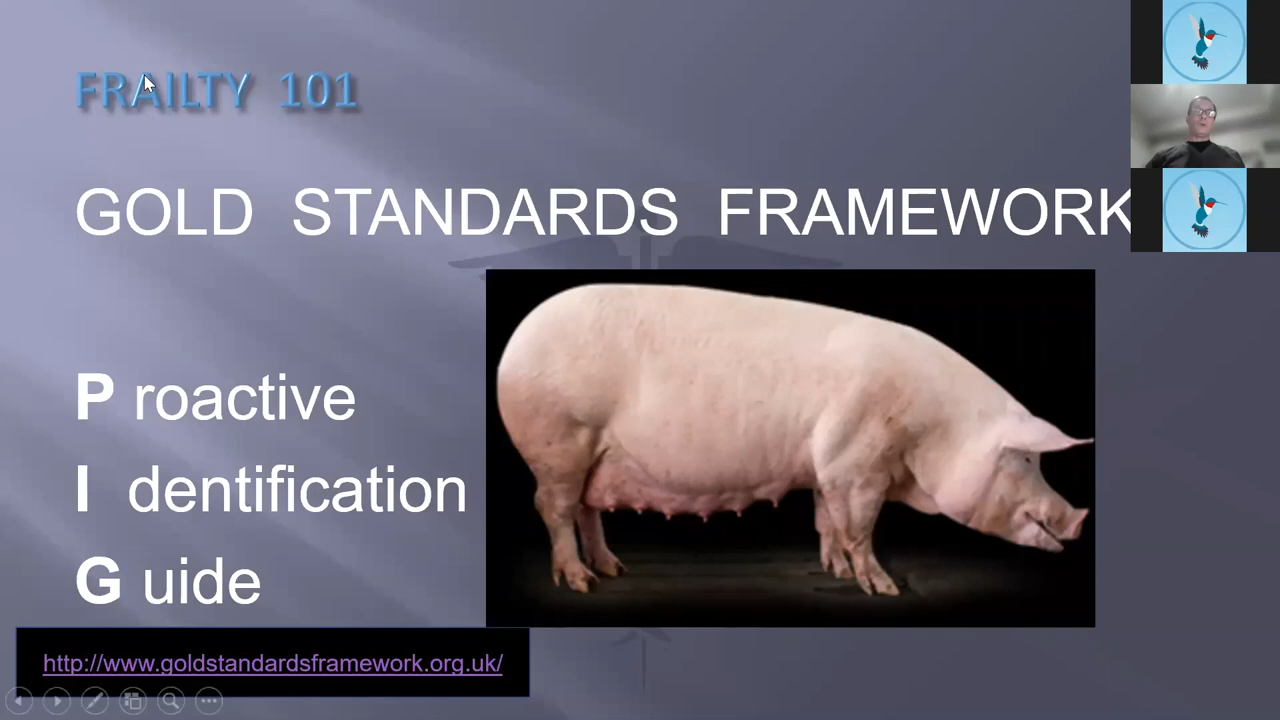 FRAILTY 101
GOLD STANDARDS FRAMEWORK
P roactive
I dentification
G uide
http://www.goldstandardsframework.org.uk/